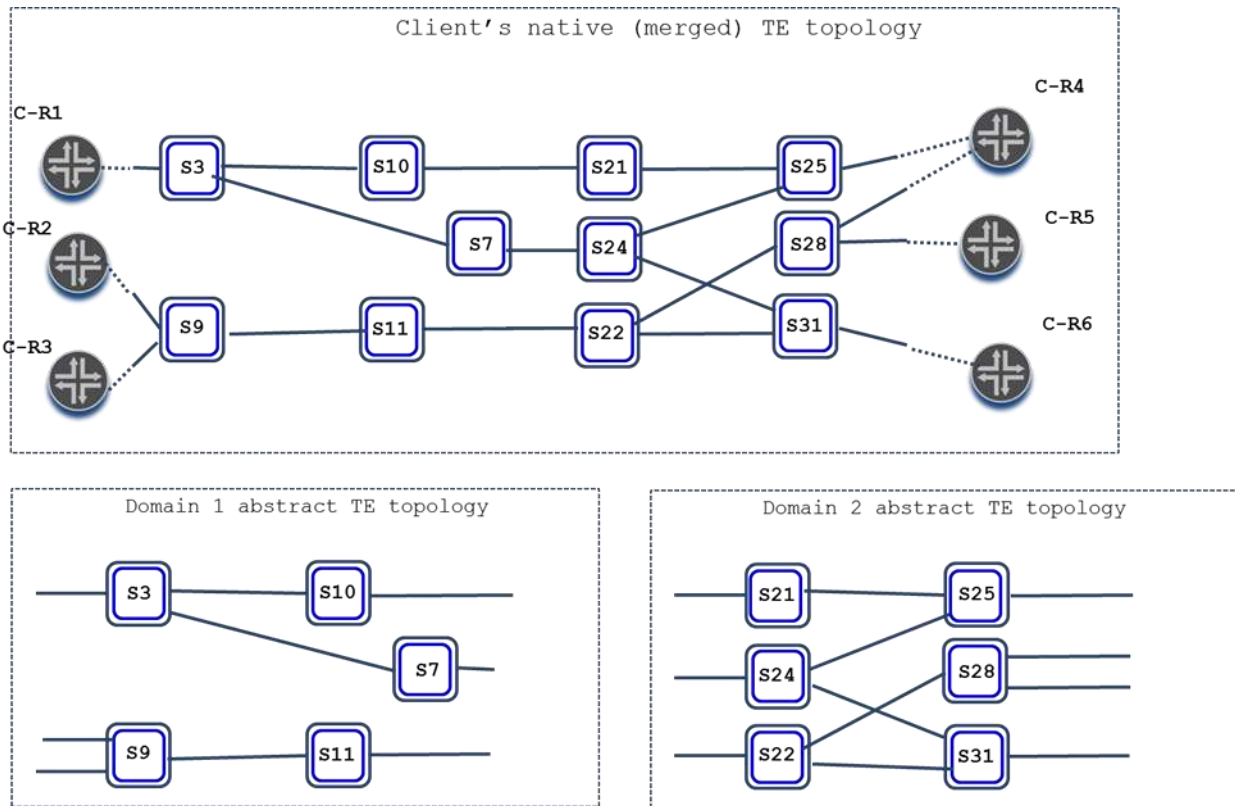 Client's native (merged) TE topology
C-R4
C-R1
S3
S10
S21
S25
C-R2
C-R5
S7
S24
S28
C-R3
S9
S11
S22
S31
C-R6
Domain 1 abstract TE topology
S3
S10
S7
S9
S11
Domain 2 abstract TE topology
S21
S25
S24
S28
S22
S31